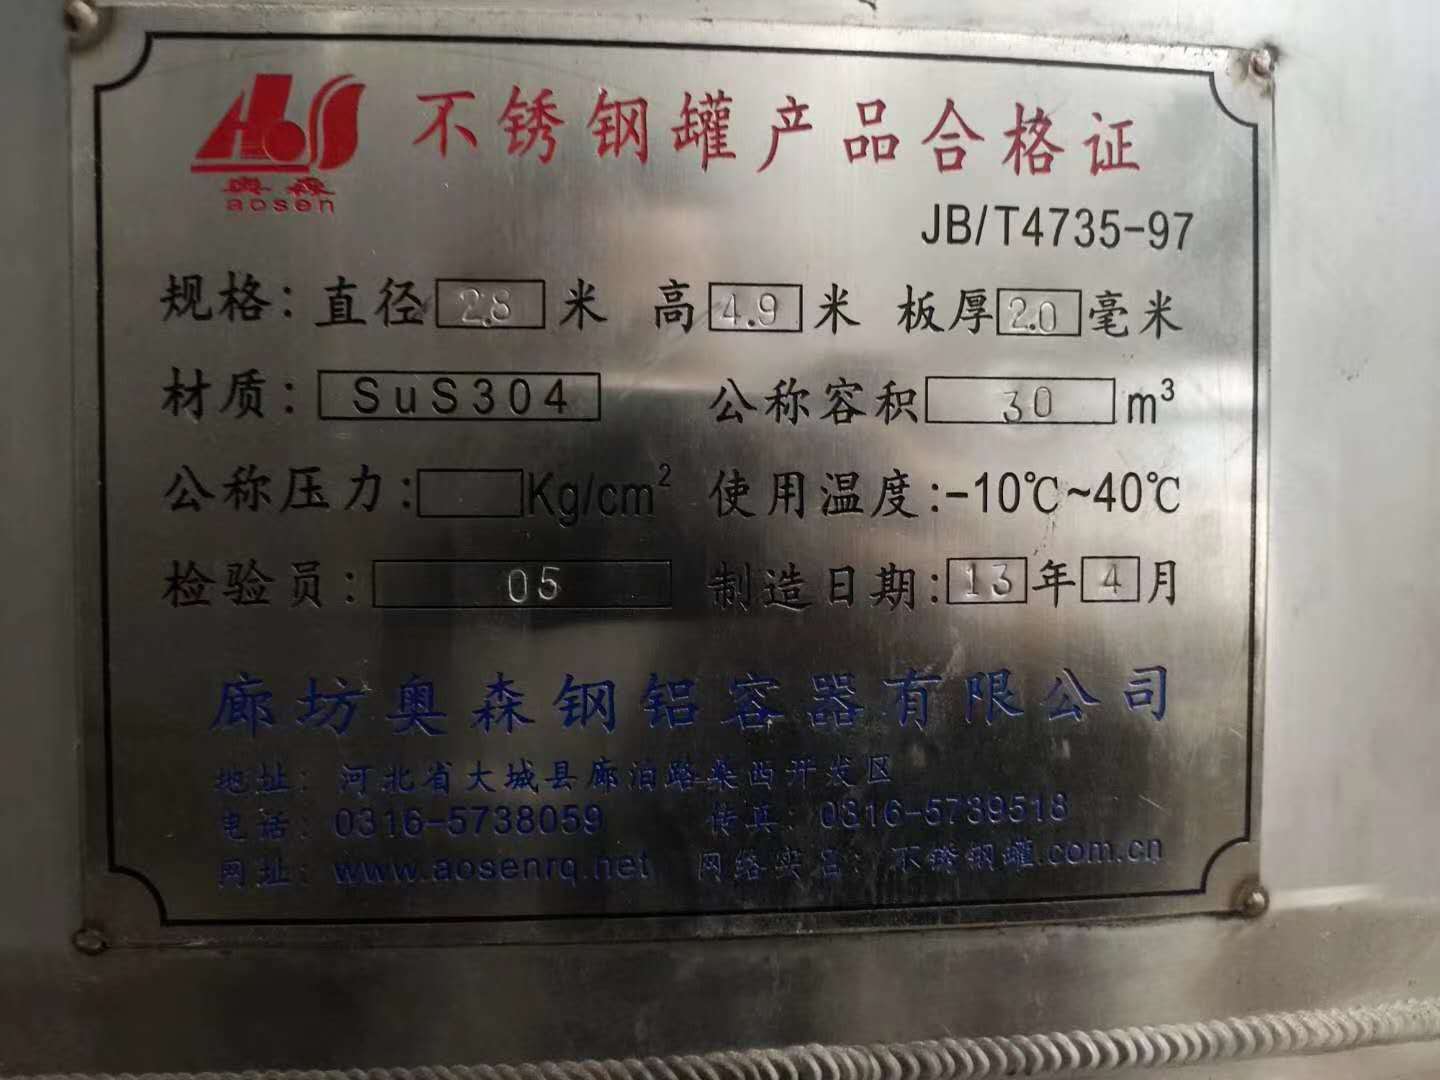 奥森
aosen
不锈钢罐产品合格证
JB/T4735-97
规格: 直径 2.8 米 高 4.9 米 板厚 2.0 毫米
材质: SuS304 公称容积 30 m³
公称压力: Kg/cm² 使用温度:-10℃~40℃
检验员: 05 制造日期: 13 年 4 月
廊坊奥森钢铝容器有限公司
地址: 河北省大城县廊泊路桑西开发区
电话: 0316-5738059 传真: 0316-5739518
网址: www.aosenrq.net 网络实名: 不锈钢罐.com.cn